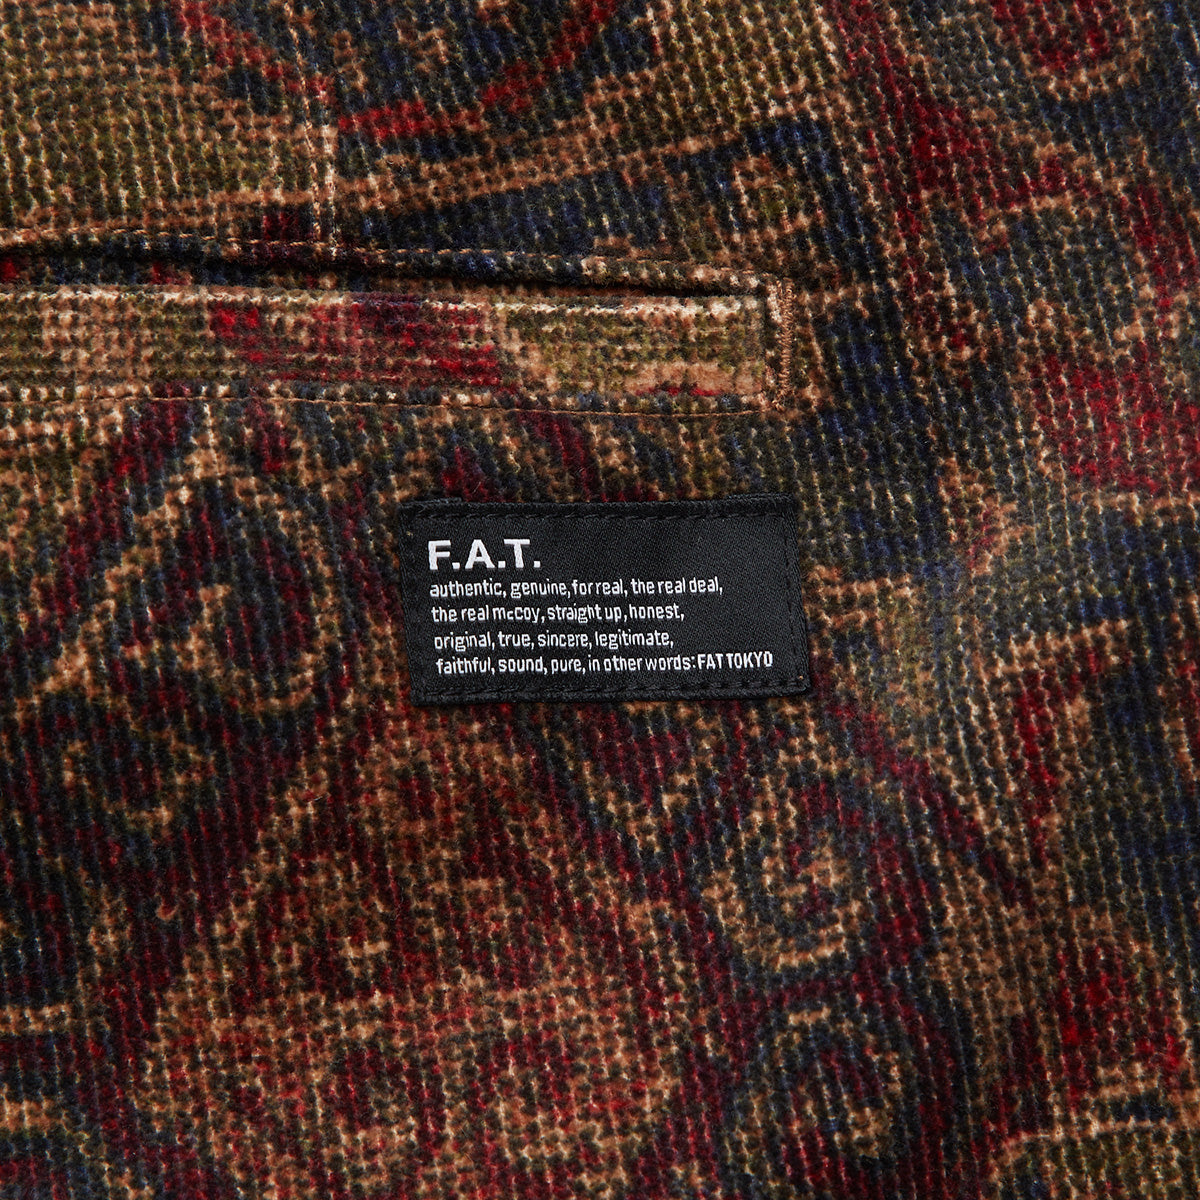 F.A.T.
authentic, genuine, for real, the real deal,
the real mccoy, straight up, honest,
original, true, sincere, legitimate,
faithful, sound, pure, in other words: FAT TOKYO